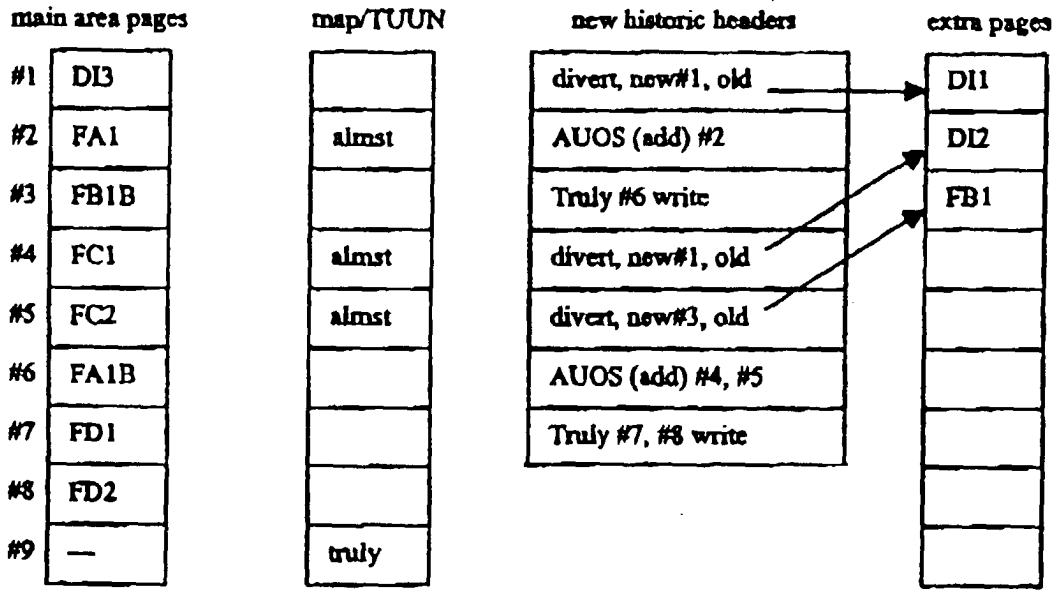 main area pages map/TUUN new historic headers extra pages
#1 DI3 divert, new#1, old DI1
#2 FA1 almst AUOS (add) #2 DI2
#3 FB1B Truly #6 write FB1
#4 FC1 almst divert, new#1, old
#5 FC2 almst divert, new#3, old
#6 FA1B AUOS (add) #4, #5
#7 FD1 Truly #7, #8 write
#8 FD2
#9 — truly